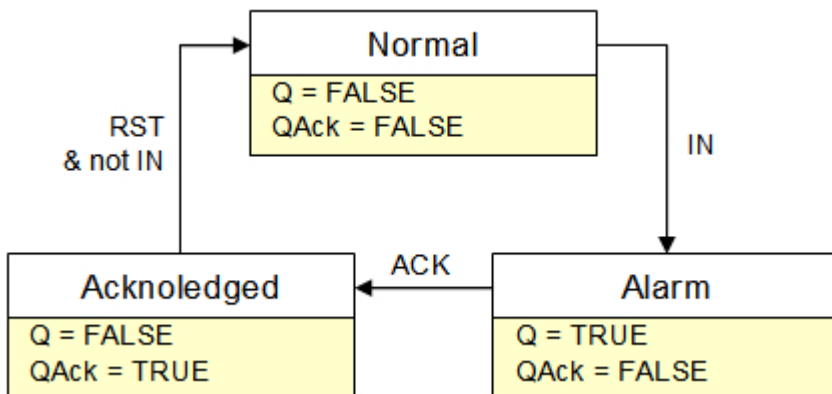 Normal
Q = FALSE
QAck = FALSE
RST
& not IN
IN
ACK
Acknoledged
Q = FALSE
QAck = TRUE
Alarm
Q = TRUE
QAck = FALSE